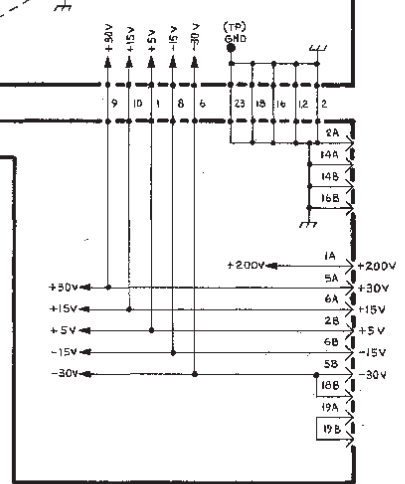 (TP)
GND
+30V +15V +5V -15V -30V
9 10 1 8 6 23 18 16 12 2
2A
14A
14B
16B
1A
+200V +200V
5A
+30V +30V
6A
+15V +15V
2B
+5V +5V
6B
-15V -15V
5B
-30V -30V
18B
19A
19B